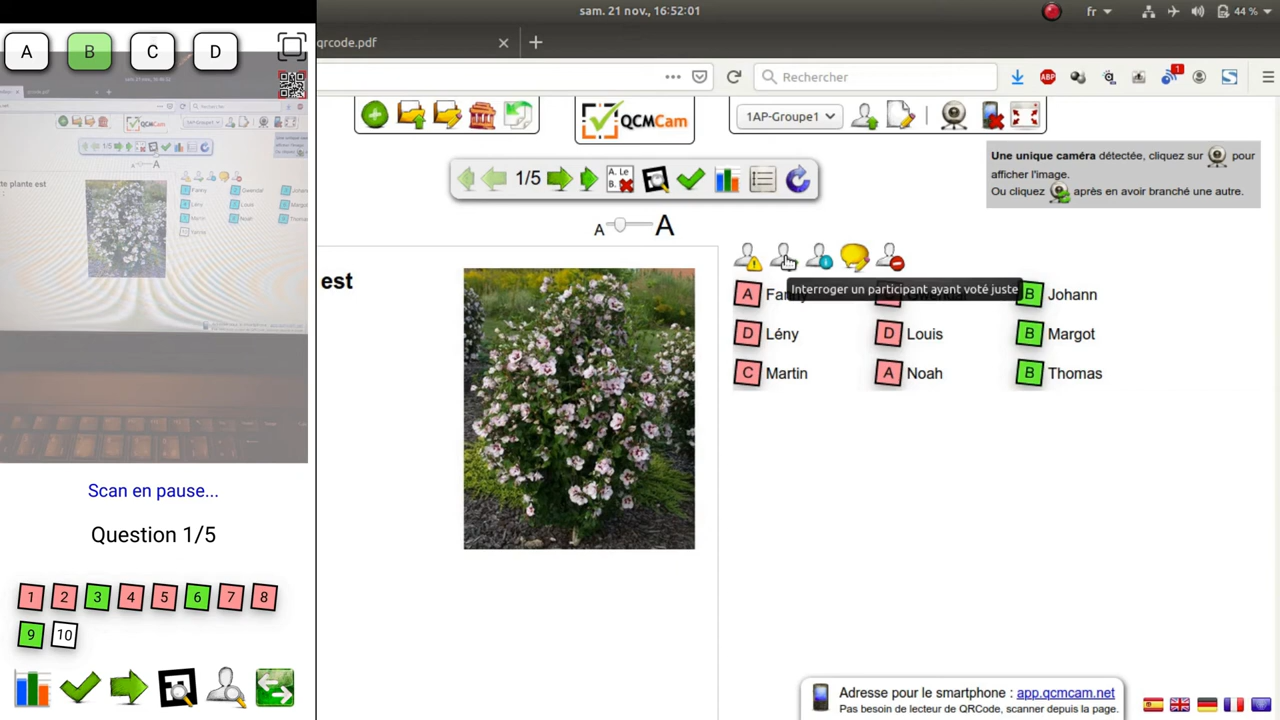 sam. 21 nov., 16:52:01
fr
44 %
qrcode.pdf
Rechercher
ABP
1
S
A B C D
QCMCam
1AP-Groupe1
Une unique caméra détectée, cliquez sur pour
afficher l'image.
Ou cliquez après en avoir branché une autre.
1/5
A. Le
B.
A A
est
Interroger un participant ayant voté juste
A B Johann
D Lény D Louis B Margot
C Martin A Noah B Thomas
Scan en pause...
Question 1/5
1 2 3 4 5 6 7 8
9 10
Adresse pour le smartphone : app.qcmcam.net
Pas besoin de lecteur de QRCode, scanner depuis la page.